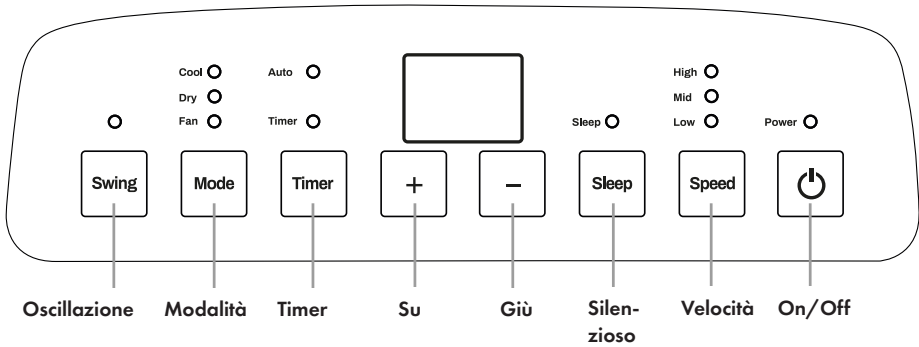 Cool
Auto
High
Dry
Mid
Fan
Timer
Sleep
Low
Power
Swing
Mode
Timer
+
–
Sleep
Speed
Oscillazione
Modalità
Timer
Su
Giù
Silen-
zioso
Velocità
On/Off